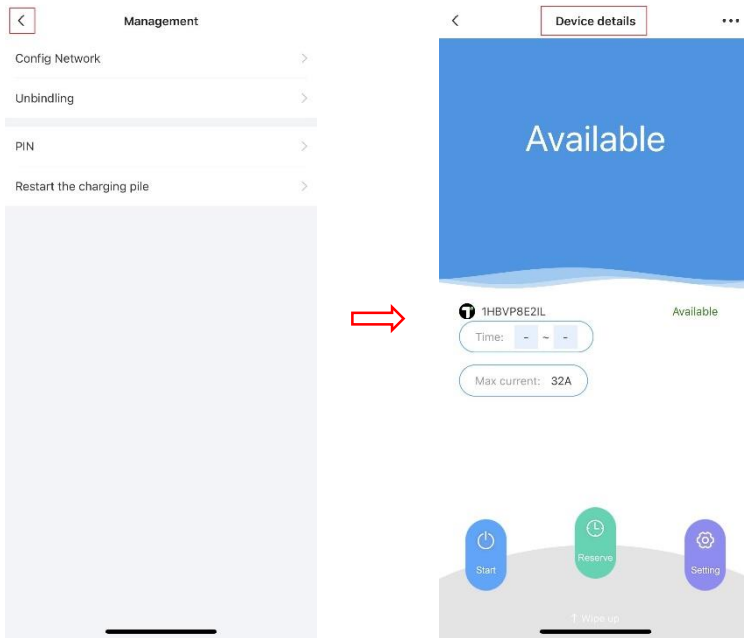 Management
Config Network
Unbindling
PIN
Restart the charging pile
Device details
Available
1HBVP8E2IL
Available
Time: - ~ -
Max current: 32A
Start
Reserve
Setting
↑ Wipe up